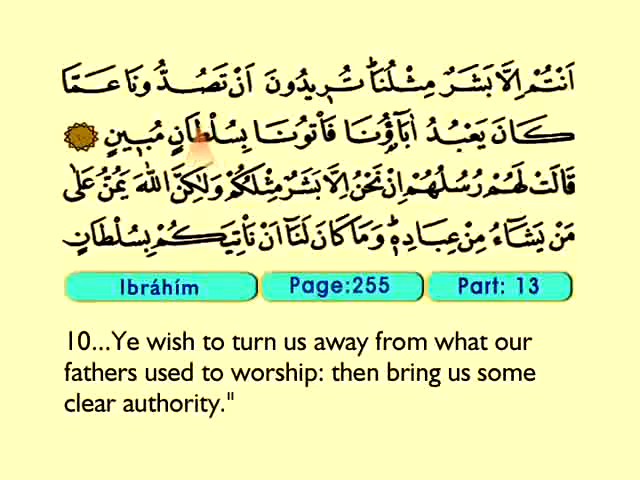 اَنْتُمْ اِلَّا بَشَرٌ مِثْلُنَاۜ تُرٖيدُونَ اَنْ تَصُدُّونَا عَمَّا
كَانَ يَعْبُدُ اٰبَٓاؤُ۬نَا فَأْتُونَا بِسُلْطَانٍ مُبٖينٍ
قَالَتْ لَهُمْ رُسُلُهُمْ اِنْ نَحْنُ اِلَّا بَشَرٌ مِثْلُكُمْ وَلٰكِنَّ اللّٰهَ يَمُنُّ عَلٰى
مَنْ يَشَٓاءُ مِنْ عِبَادِهٖۜ وَمَا كَانَ لَنَٓا اَنْ نَأْتِيَكُمْ بِسُلْطَانٍ
Ibráhím Page:255 Part: 13
10...Ye wish to turn us away from what our
fathers used to worship: then bring us some
clear authority."